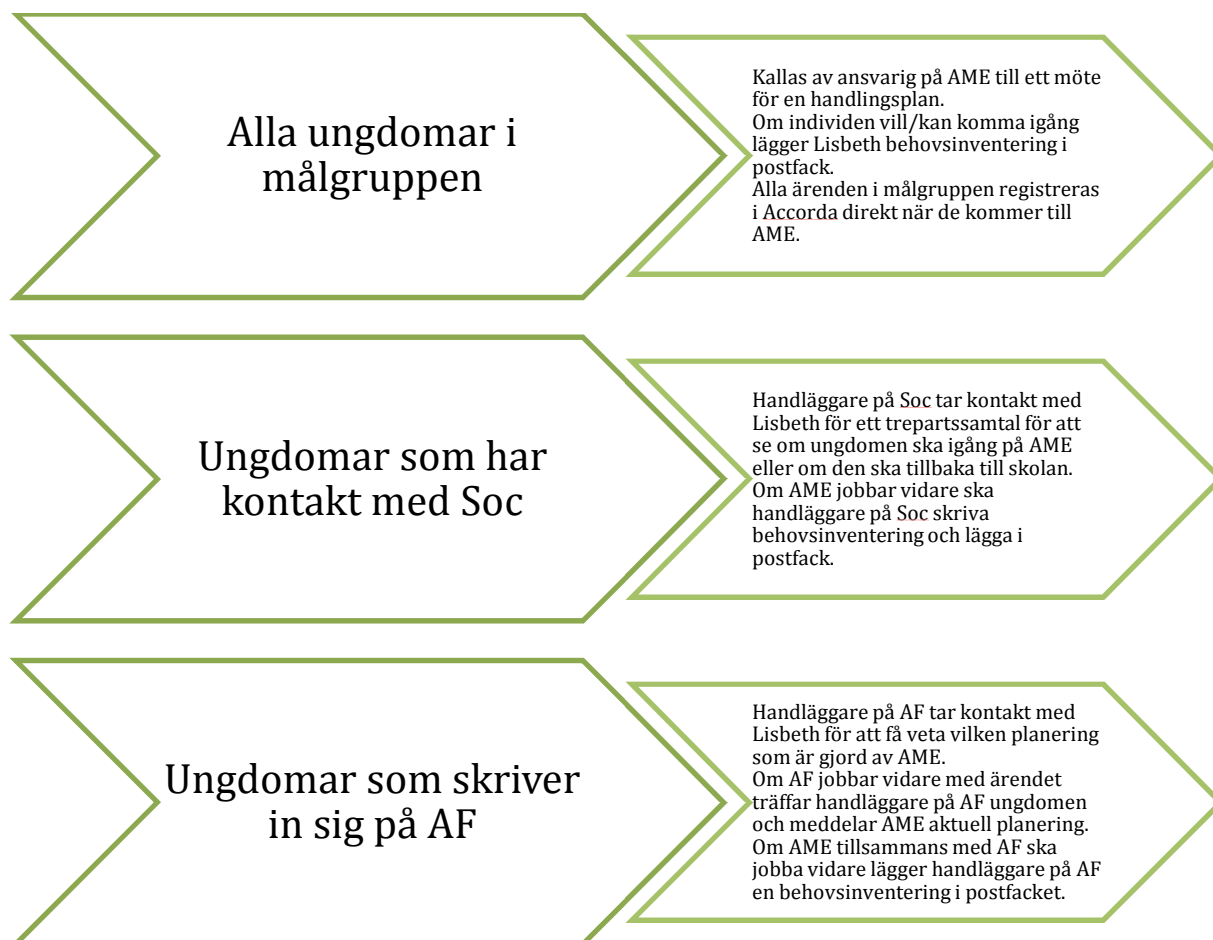 Alla ungdomar i
målgruppen
Kallas av ansvarig på AME till ett möte
för en handlingsplan.
Om individen vill/kan komma igång
lägger Lisbeth behovsinventering i
postfack.
Alla ärenden i målgruppen registreras
i Accorda direkt när de kommer till
AME.
Ungdomar som har
kontakt med Soc
Handläggare på Soc tar kontakt med
Lisbeth för ett trepartssamtal för att
se om ungdomen ska igång på AME
eller om den ska tillbaka till skolan.
Om AME jobbar vidare ska
handläggare på Soc skriva
behovsinventering och lägga i
postfack.
Ungdomar som skriver
in sig på AF
Handläggare på AF tar kontakt med
Lisbeth för att få veta vilken planering
som är gjord av AME.
Om AF jobbar vidare med ärendet
träffar handläggare på AF ungdomen
och meddelar AME aktuell planering.
Om AME tillsammans med AF ska
jobba vidare lägger handläggare på AF
en behovsinventering i postfacket.